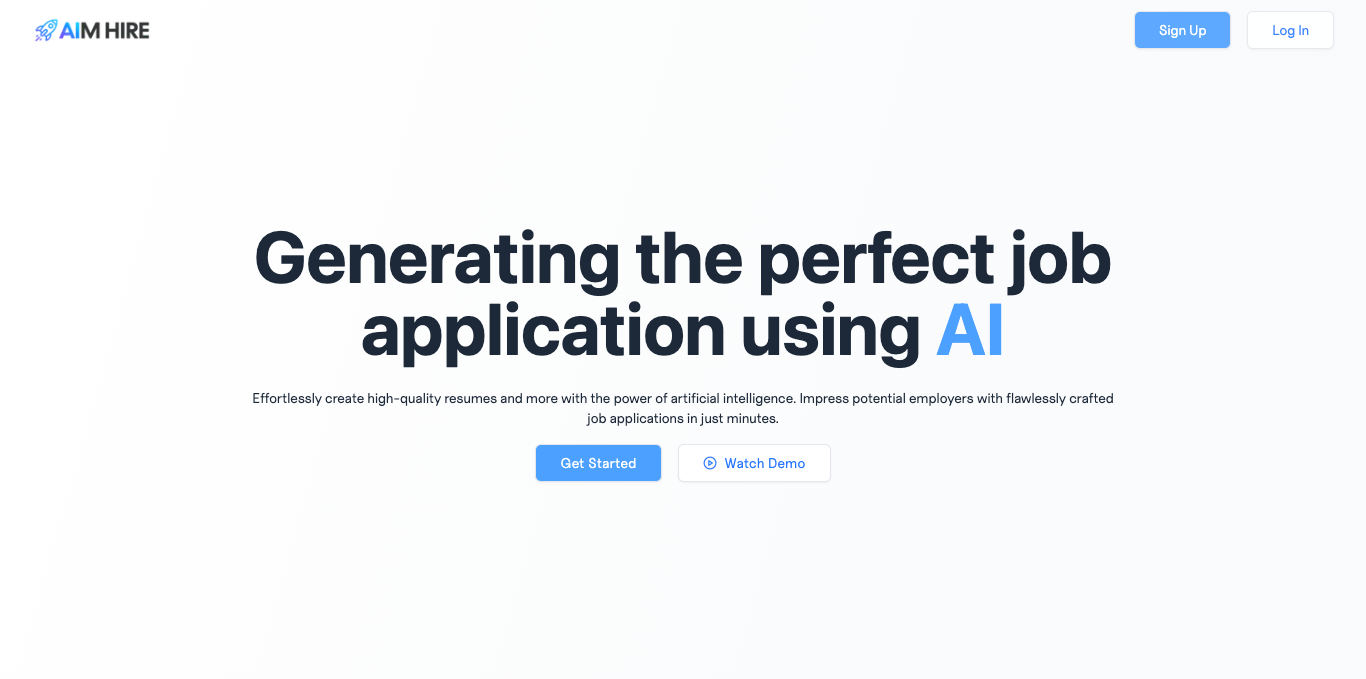 AIM HIRE
Sign Up
Log In
Generating the perfect job
application using AI
Effortlessly create high-quality resumes and more with the power of artificial intelligence. Impress potential employers with flawlessly crafted
job applications in just minutes.
Get Started
Watch Demo